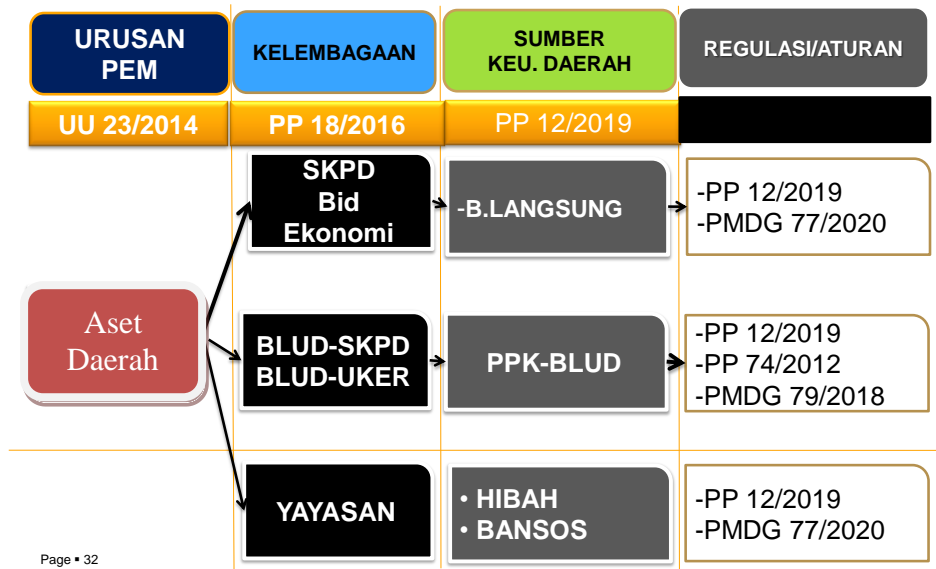 URUSAN
PEM
KELEMBAGAAN
SUMBER
KEU. DAERAH
REGULASI/ATURAN
UU 23/2014
PP 18/2016
PP 12/2019
SKPD
Bid
Ekonomi
-B.LANGSUNG
-PP 12/2019
-PMDG 77/2020
Aset
Daerah
BLUD-SKPD
BLUD-UKER
PPK-BLUD
-PP 12/2019
-PP 74/2012
-PMDG 79/2018
YAYASAN
• HIBAH
• BANSOS
-PP 12/2019
-PMDG 77/2020
Page ▪ 32